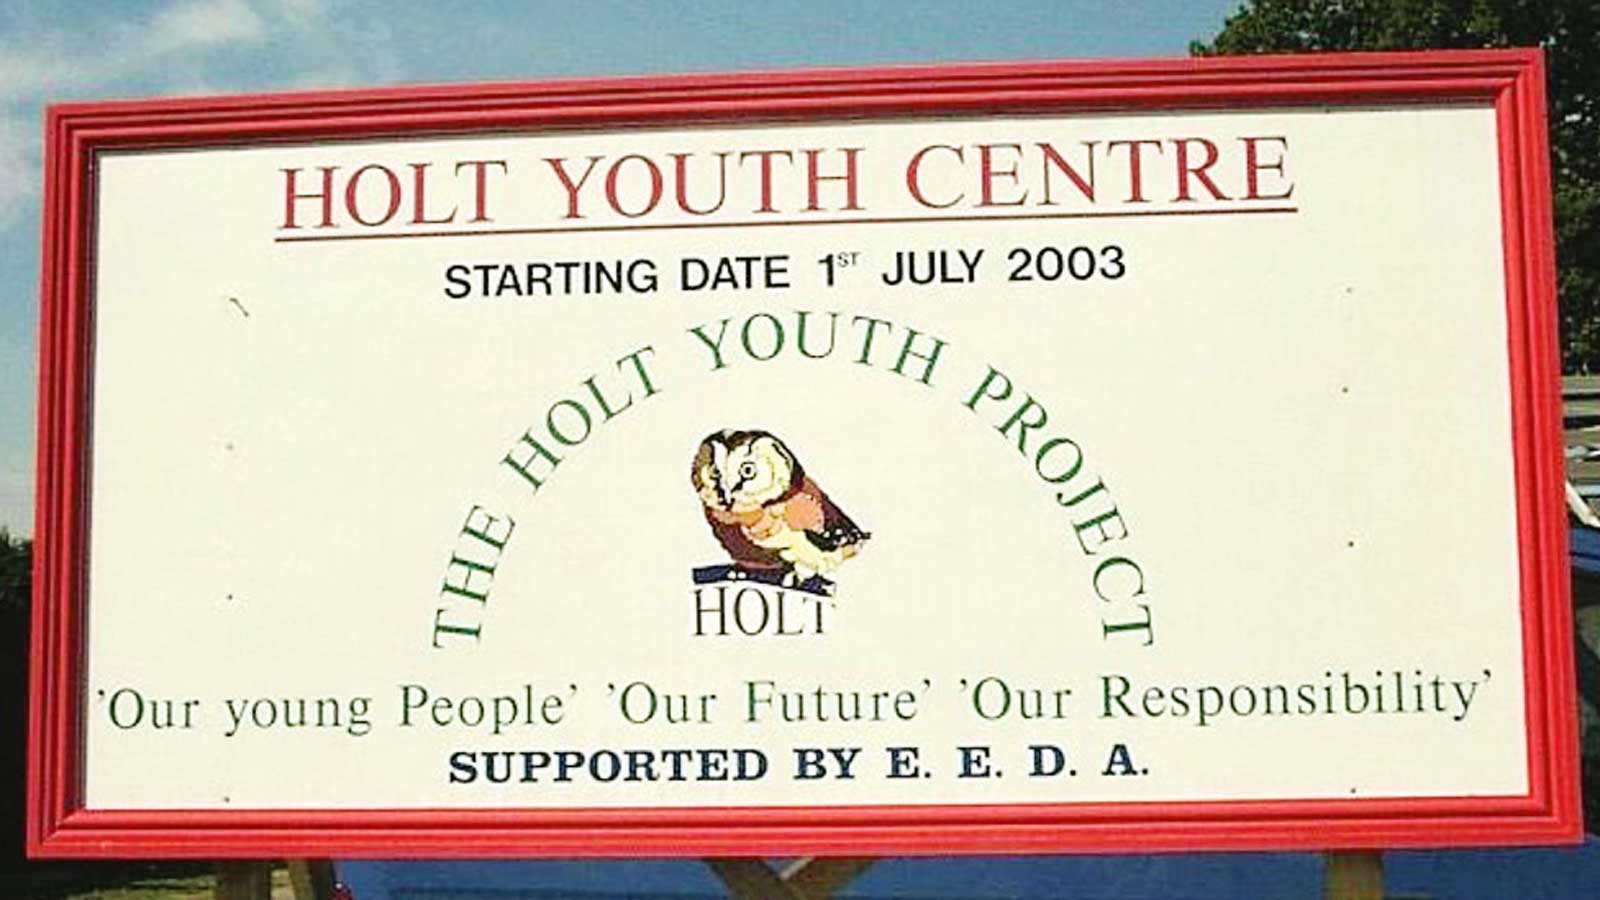 HOLT YOUTH CENTRE
STARTING DATE 1ST JULY 2003
THE HOLT YOUTH PROJECT
HOLT
'Our young People' 'Our Future' 'Our Responsibility'
SUPPORTED BY E. E. D. A.